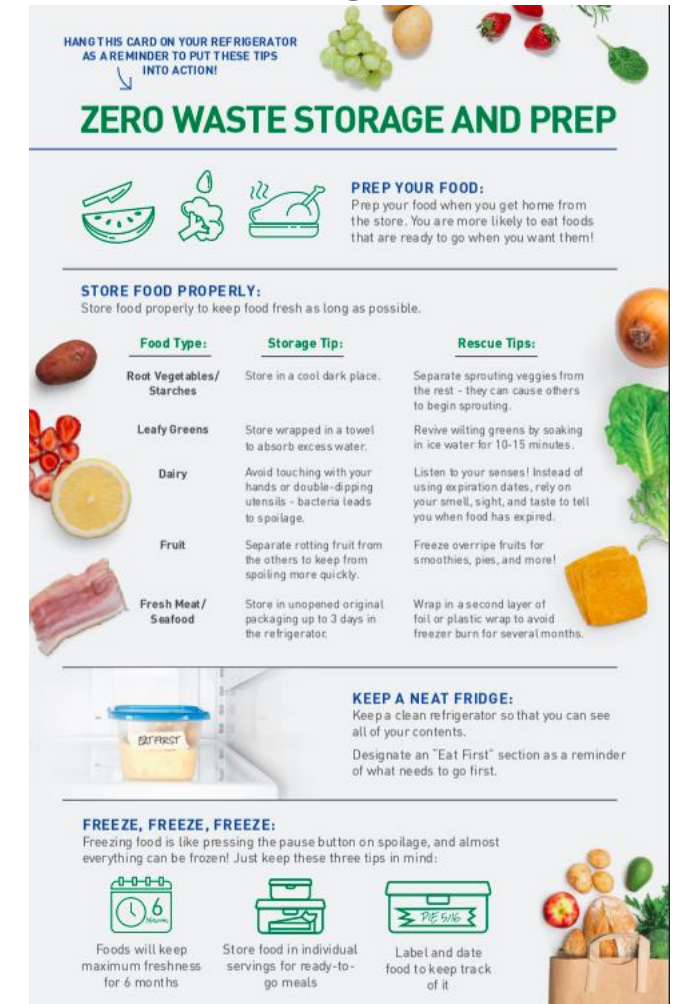 HANG THIS CARD ON YOUR REFRIGERATOR
AS A REMINDER TO PUT THESE TIPS
INTO ACTION!
ZERO WASTE STORAGE AND PREP
PREP YOUR FOOD:
Prep your food when you get home from
the store. You are more likely to eat foods
that are ready to go when you want them!
STORE FOOD PROPERLY:
Store food properly to keep food fresh as long as possible.
Food Type:
Storage Tip:
Rescue Tips:
Root Vegetables/
Starches
Store in a cool dark place.
Separate sprouting veggies from
the rest - they can cause others
to begin sprouting.
Leafy Greens
Store wrapped in a towel
to absorb excess water.
Revive wilting greens by soaking
in ice water for 10-15 minutes.
Dairy
Avoid touching with your
hands or double-dipping
utensils - bacteria leads
to spoilage.
Listen to your senses! Instead of
using expiration dates, rely on
your smell, sight, and taste to tell
you when food has expired.
Fruit
Separate rotting fruit from
the others to keep from
spoiling more quickly.
Freeze overripe fruits for
smoothies, pies, and more!
Fresh Meat/
Seafood
Store in unopened original
packaging up to 3 days in
the refrigerator.
Wrap in a second layer of
foil or plastic wrap to avoid
freezer burn for several months.
EAT FIRST
KEEP A NEAT FRIDGE:
Keep a clean refrigerator so that you can see
all of your contents.
Designate an "Eat First" section as a reminder
of what needs to go first.
FREEZE, FREEZE, FREEZE:
Freezing food is like pressing the pause button on spoilage, and almost
everything can be frozen! Just keep these three tips in mind:
6
MONTHS
PIE 5/16
Foods will keep
maximum freshness
for 6 months
Store food in individual
servings for ready-to-
go meals
Label and date
food to keep track
of it